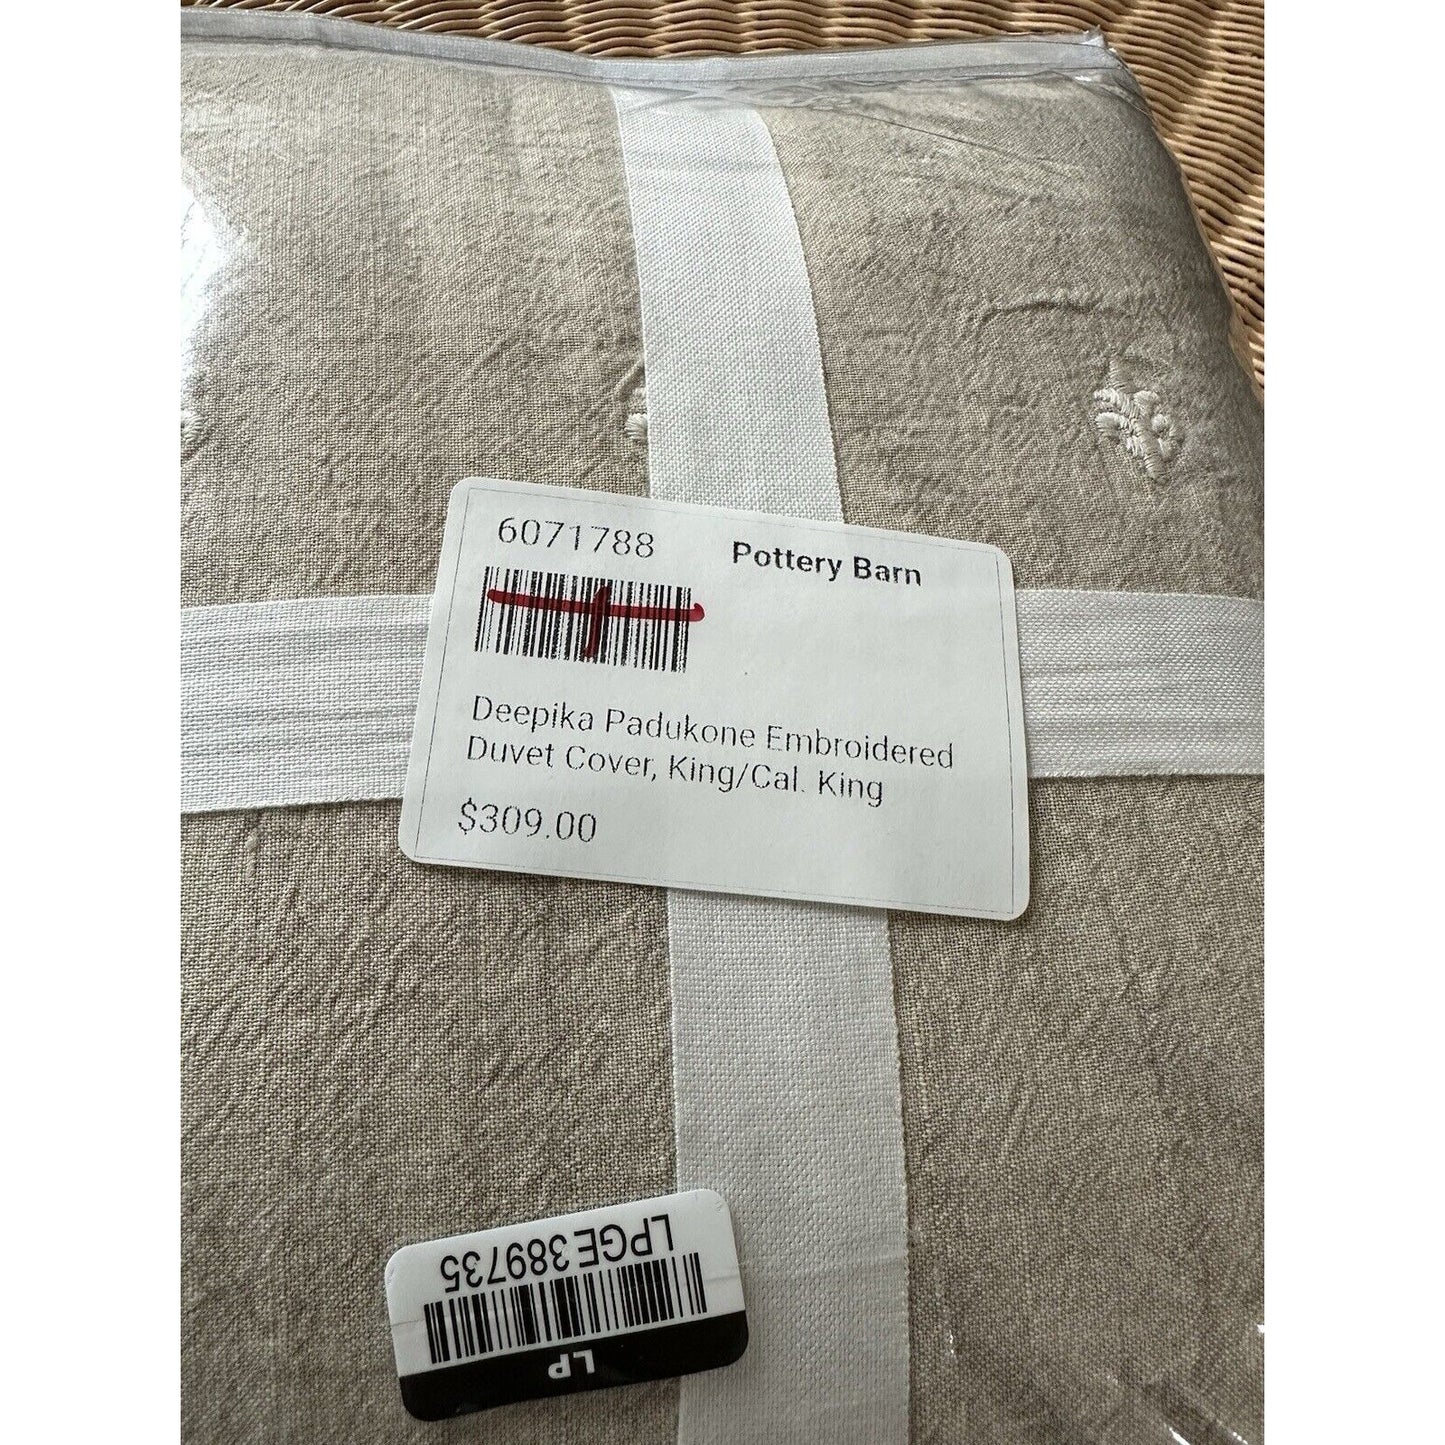 6071788
Pottery Barn
Deepika Padukone Embroidered
Duvet Cover, King/Cal. King
$309.00
LPGE389735
LP